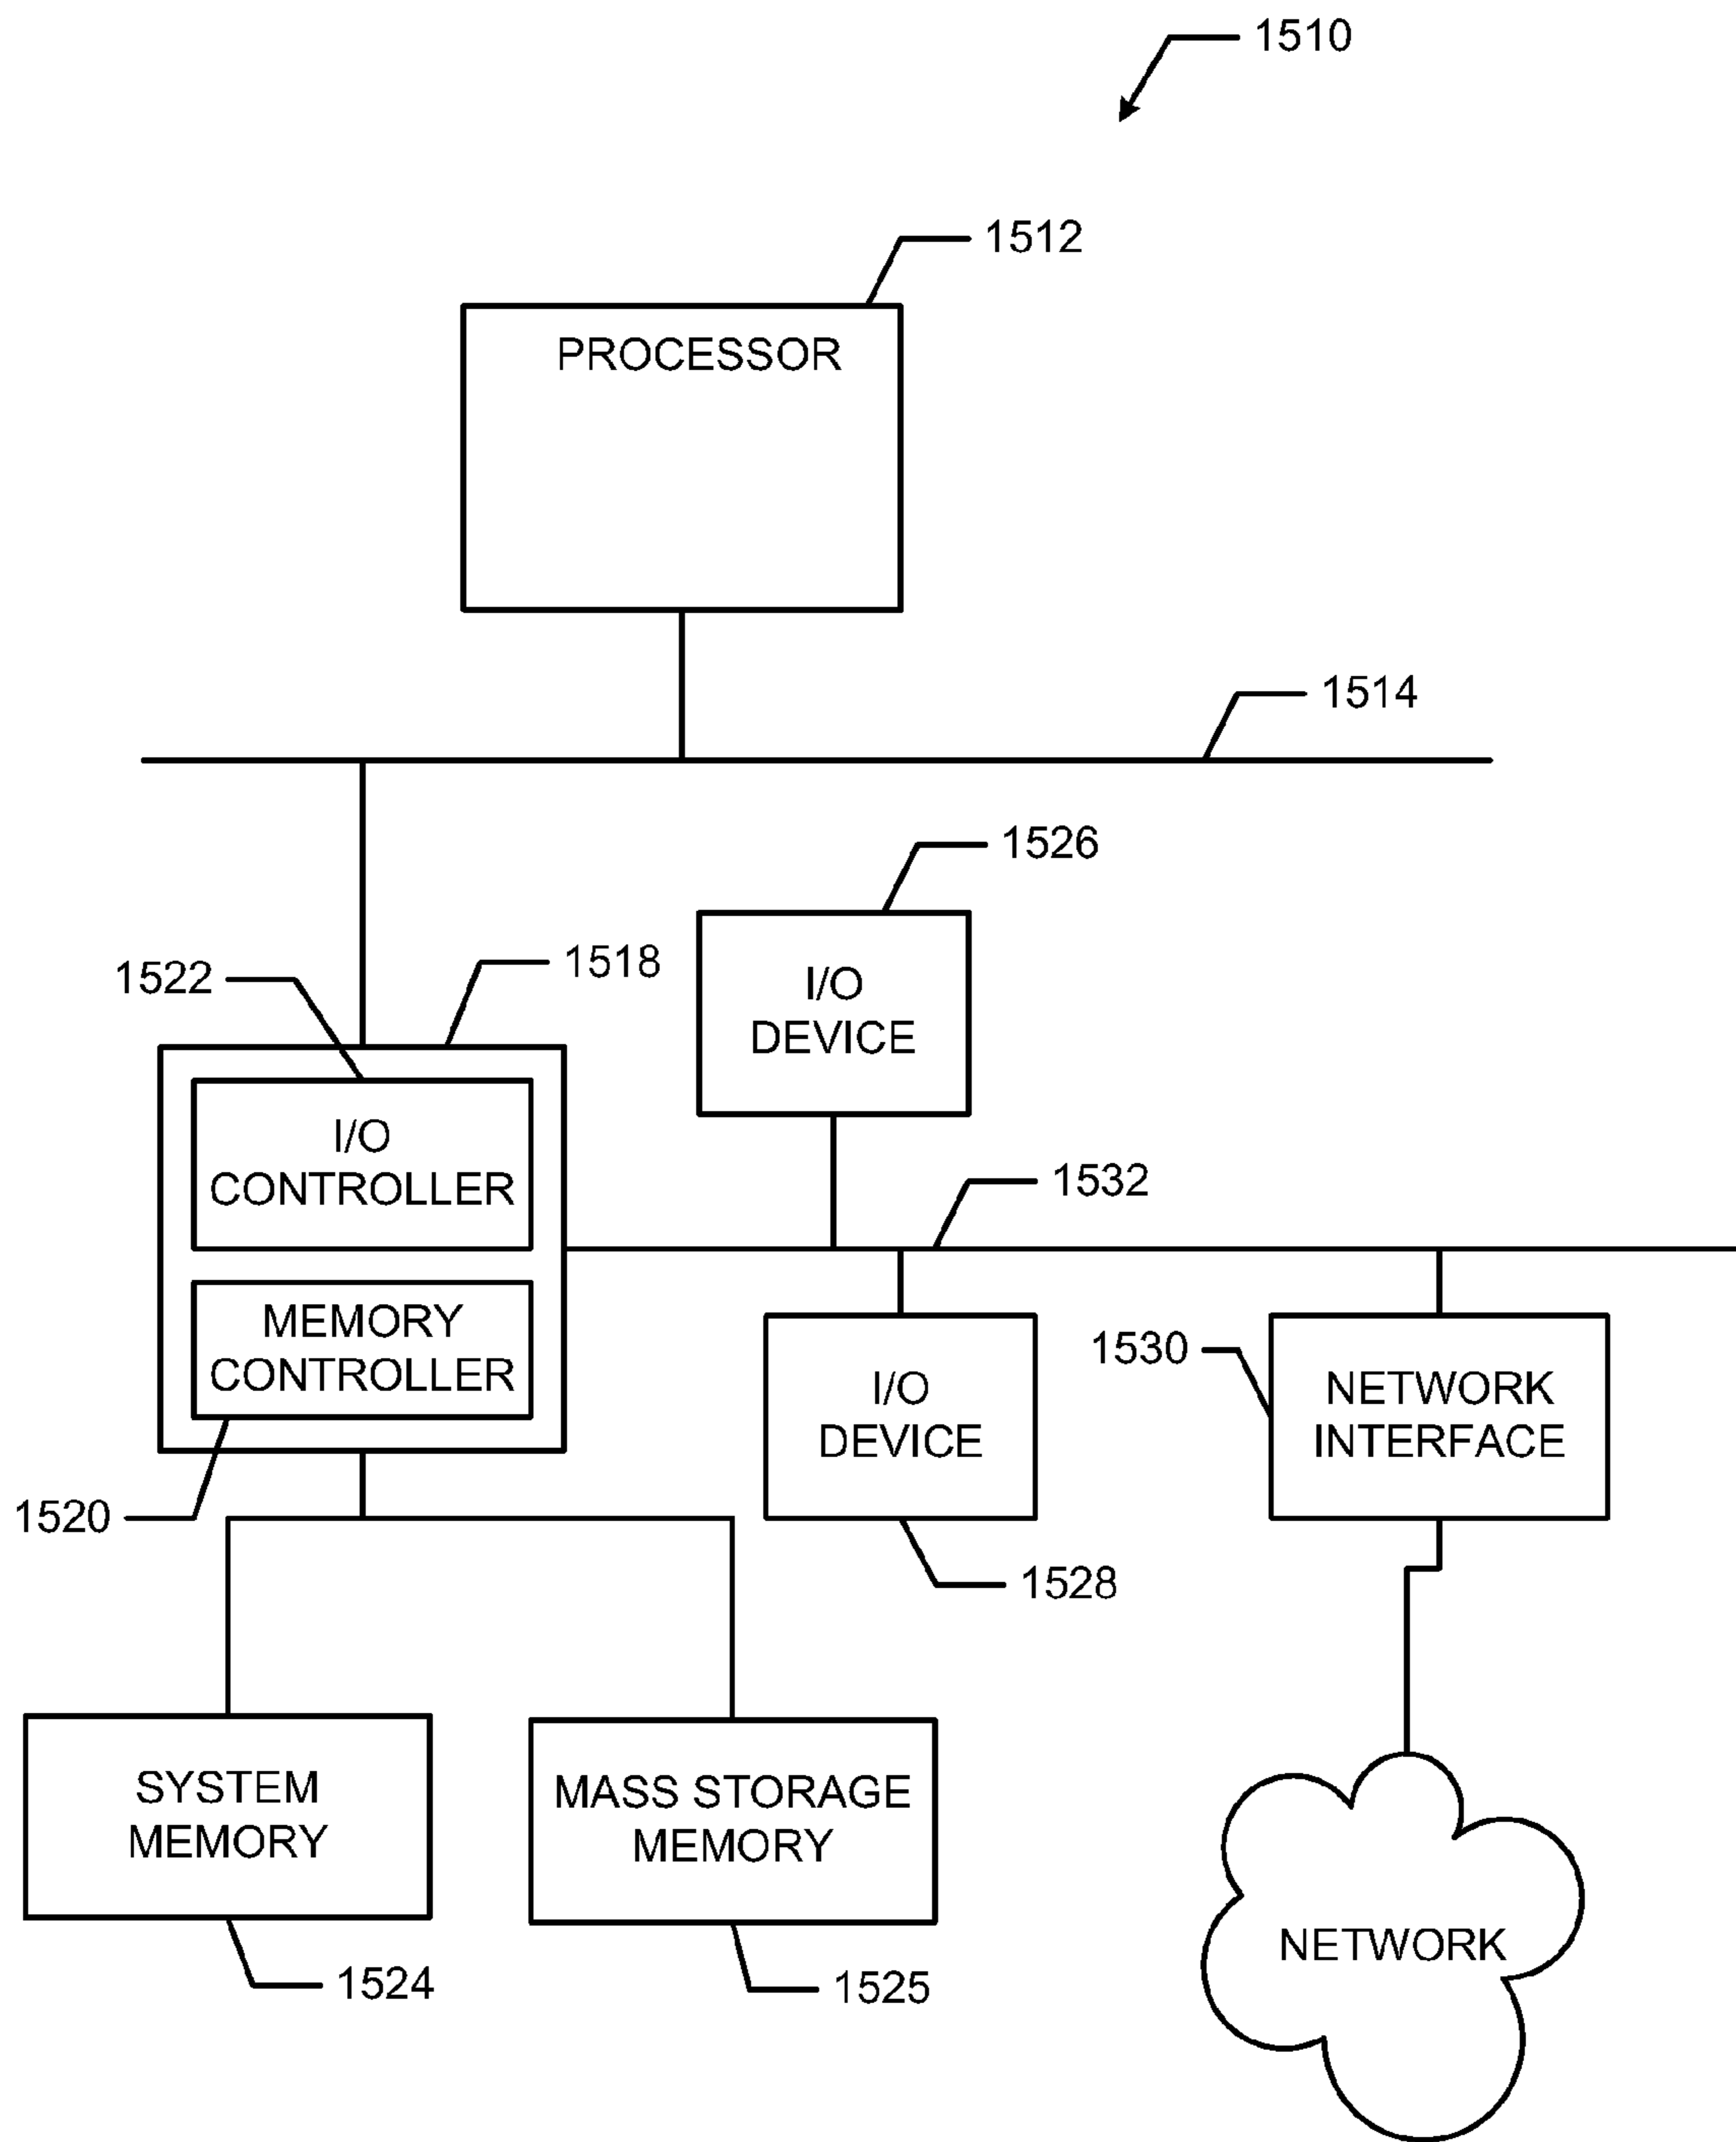 1510
1512
PROCESSOR
1514
1526
1522
1518
I/O
DEVICE
I/O
CONTROLLER
1532
MEMORY
CONTROLLER
1530
I/O
DEVICE
NETWORK
INTERFACE
1520
1528
SYSTEM
MEMORY
MASS STORAGE
MEMORY
NETWORK
1524
1525